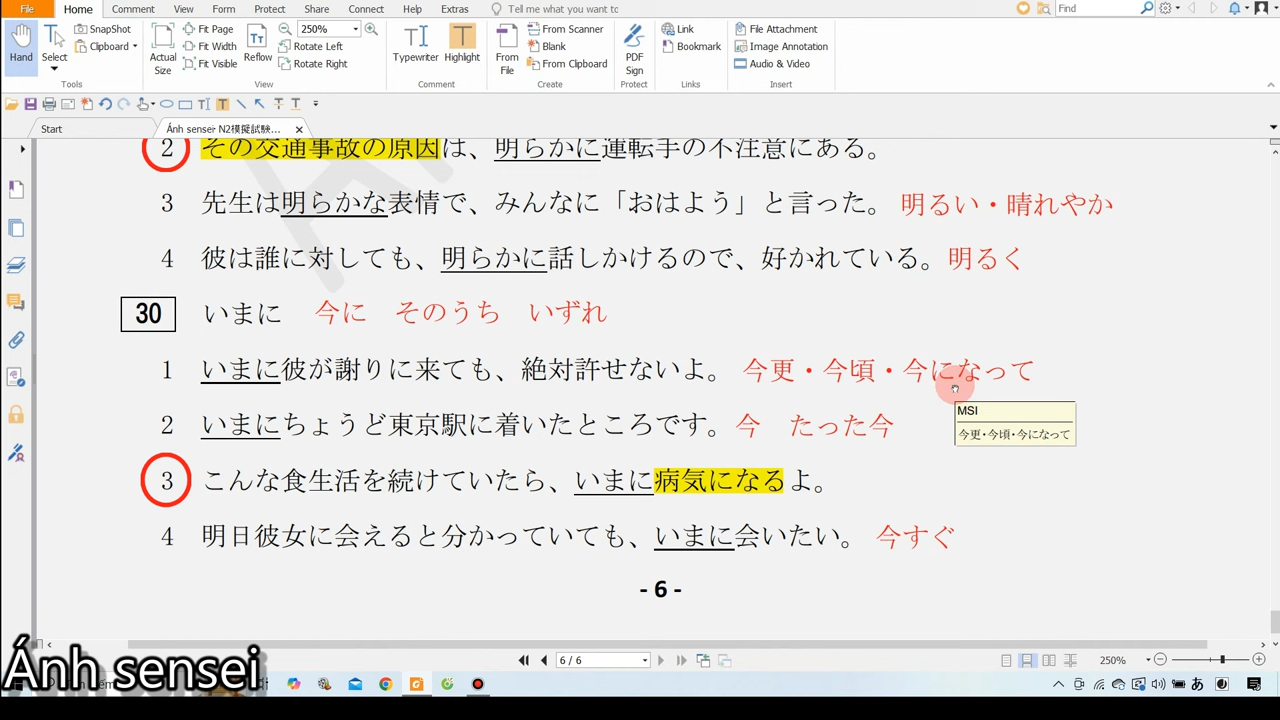 File Home Comment View Form Protect Share Connect Help Extras Tell me what you want to Find
Hand Select SnapShot Clipboard Actual Size Fit Page Fit Width Fit Visible Reflow 250% Rotate Left Rotate Right Typewriter Highlight From File From Scanner Blank From Clipboard PDF Sign Link Bookmark File Attachment Image Annotation Audio & Video
Tools View Comment Create Protect Links Insert
Start Ánh sensei N2模擬試験...
2 その交通事故の原因は、明らかに運転手の不注意にある。
3 先生は明らかな表情で、みんなに「おはよう」と言った。 明るい・晴れやか
4 彼は誰に対しても、明らかに話しかけるので、好かれている。 明るく
30 いまに 今に そのうち いずれ
1 いまに彼が謝りに来ても、絶対許せないよ。 今更・今頃・今になって
MSI
今更・今頃・今になって
2 いまにちょうど東京駅に着いたところです。 今 たった今
3 こんな食生活を続けていたら、いまに病気になるよ。
4 明日彼女に会えると分かっていても、いまに会いたい。 今すぐ
- 6 -
6 / 6 250%
Ánh sensei
あ